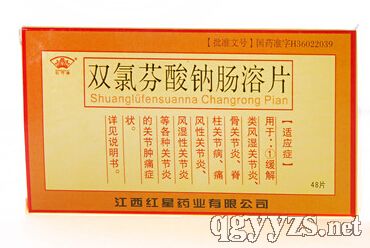 【批准文号】国药准字H36022039
双氯芬酸钠肠溶片
Shuanglüfensuanna Changrong Pian
【适应症】
用于:①缓解
类风湿关节炎、
骨关节炎、脊
柱关节病、痛
风性关节炎、
风湿性关节炎
等各种关节炎
的关节肿痛症
状。
详见说明书。
48片
江西红星药业有限公司
qgyyzs.net